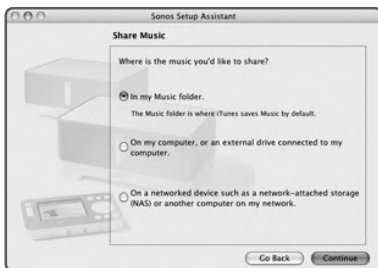 Sonos Setup Assistant
Share Music
Where is the music you'd like to share?
In my Music folder.
The Music folder is where iTunes saves Music by default.
On my computer, or an external drive connected to my
computer.
On a networked device such as a network-attached storage
(NAS) or another computer on my network.
Go Back
Continue